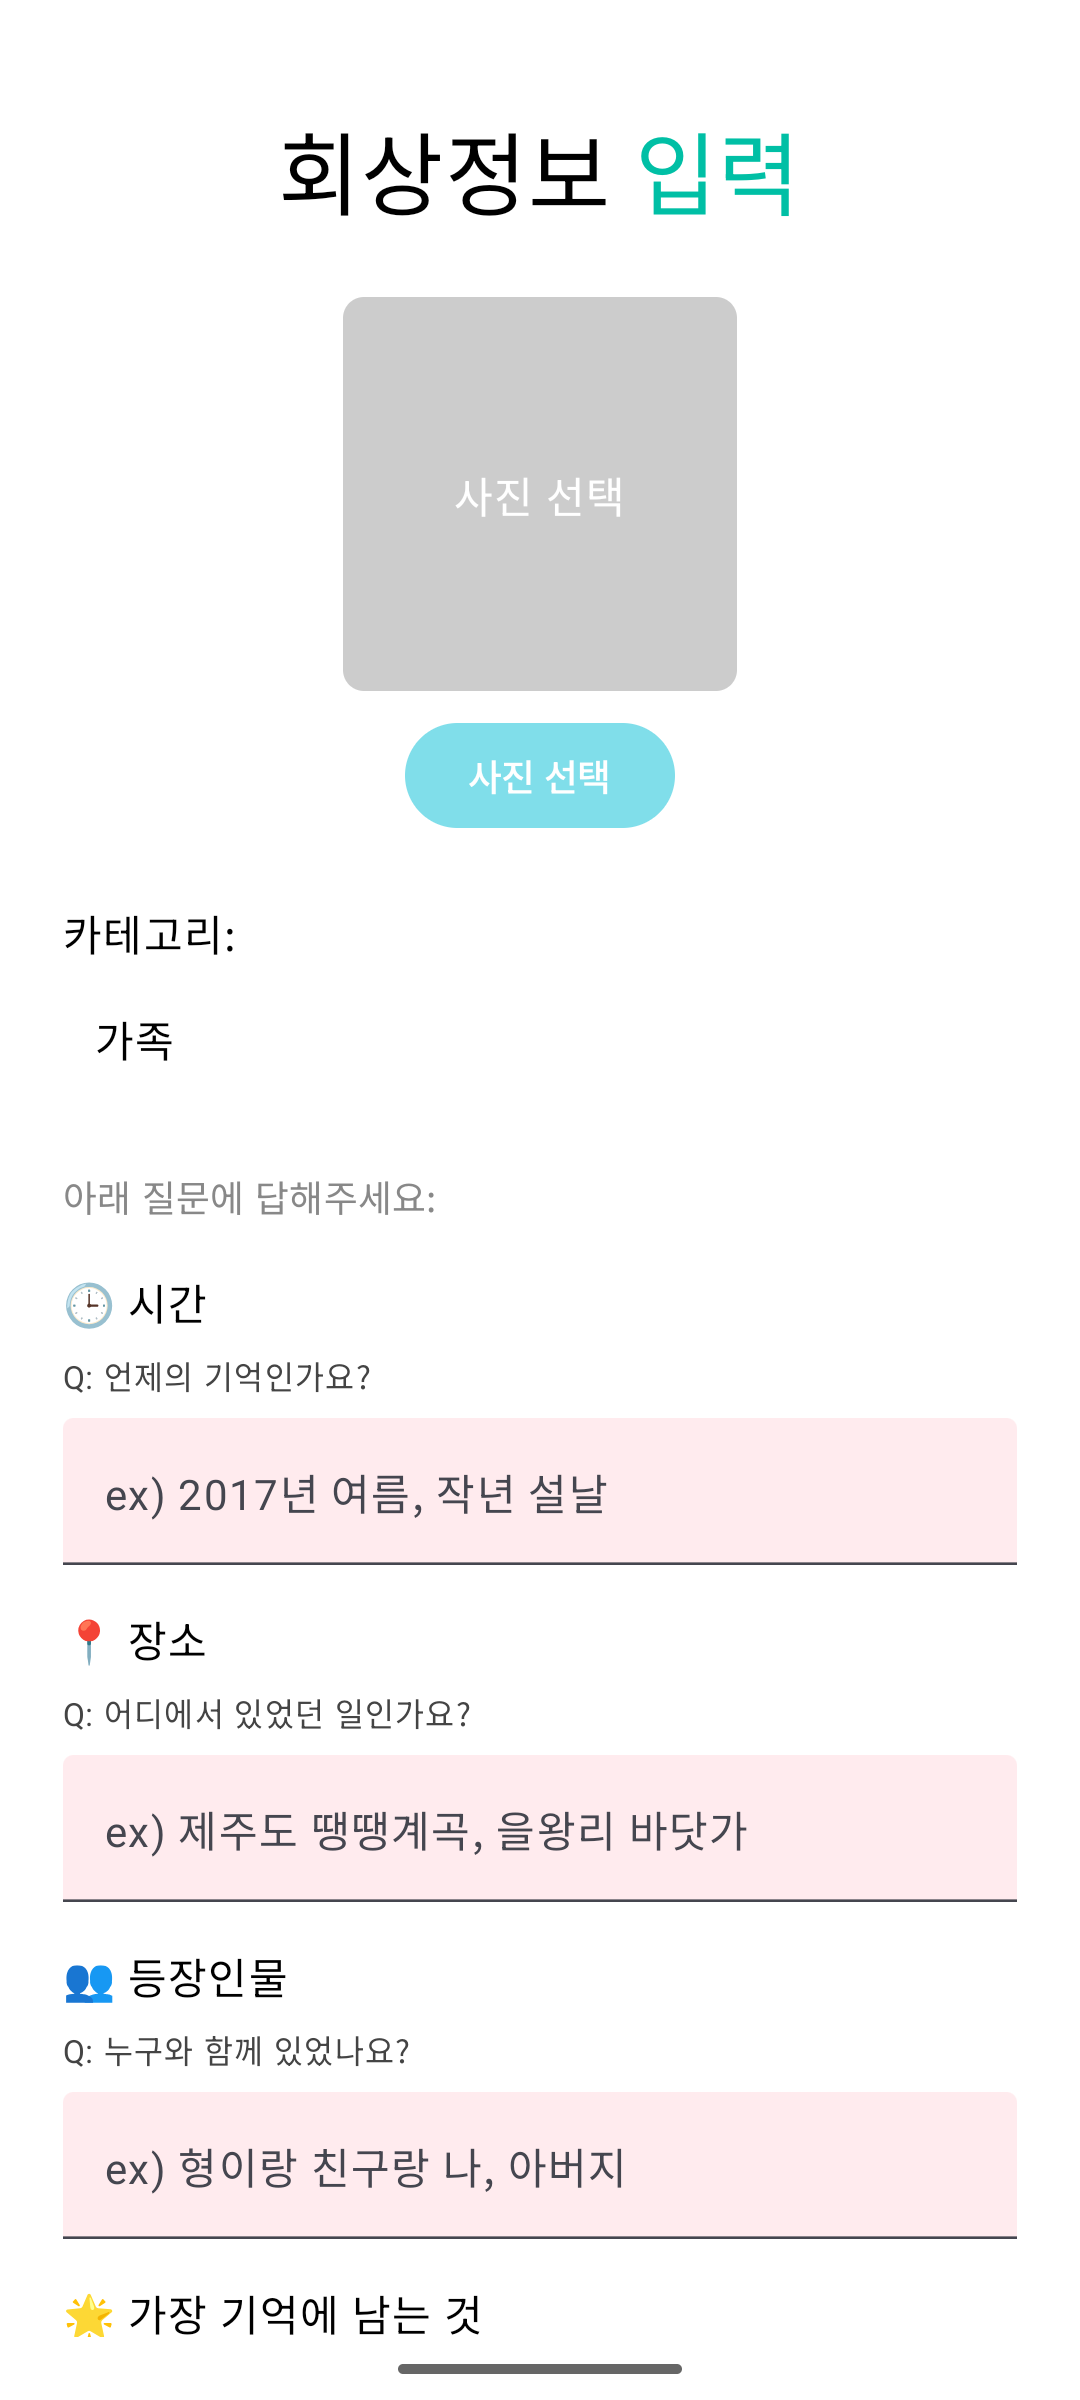 회상정보 입력
사진 선택
사진 선택
카테고리:
가족
아래 질문에 답해주세요:
🕒 시간
Q: 언제의 기억인가요?
ex) 2017년 여름, 작년 설날
📍 장소
Q: 어디에서 있었던 일인가요?
ex) 제주도 땡땡계곡, 을왕리 바닷가
👥 등장인물
Q: 누구와 함께 있었나요?
ex) 형이랑 친구랑 나, 아버지
🌟 가장 기억에 남는 것